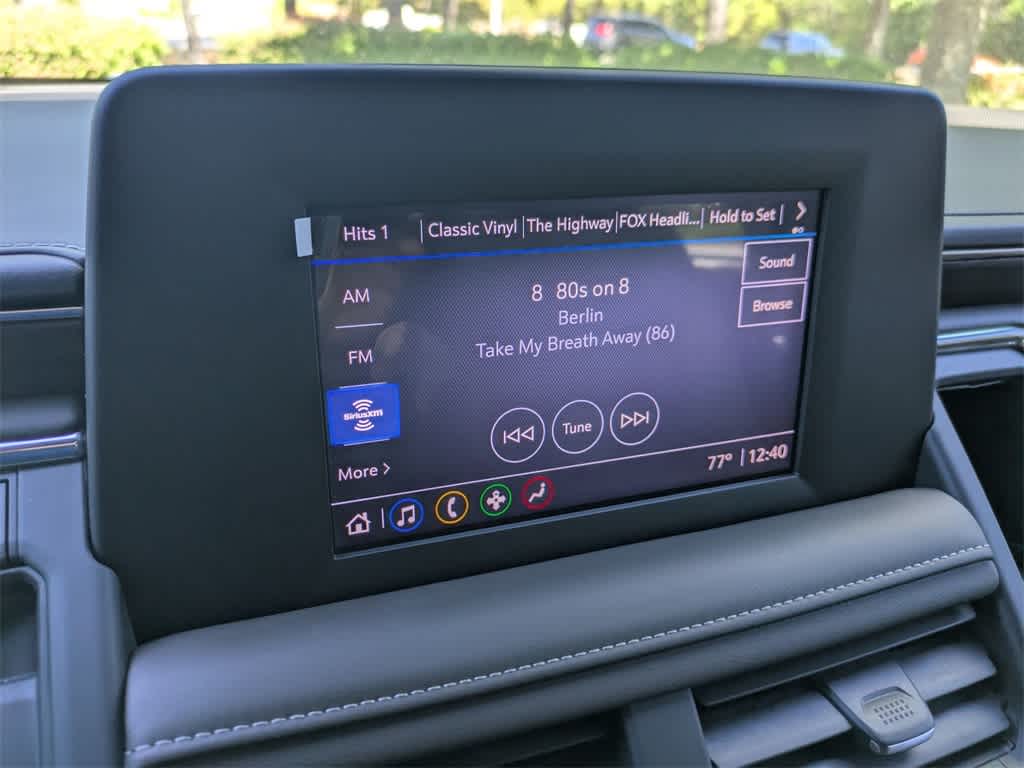 Hits 1 Classic Vinyl The Highway FOX Headli... Hold to Set
Sound
AM
8 80s on 8
Browse
Berlin
FM
Take My Breath Away (86)
SiriusXM
Tune
More
77° 12:40